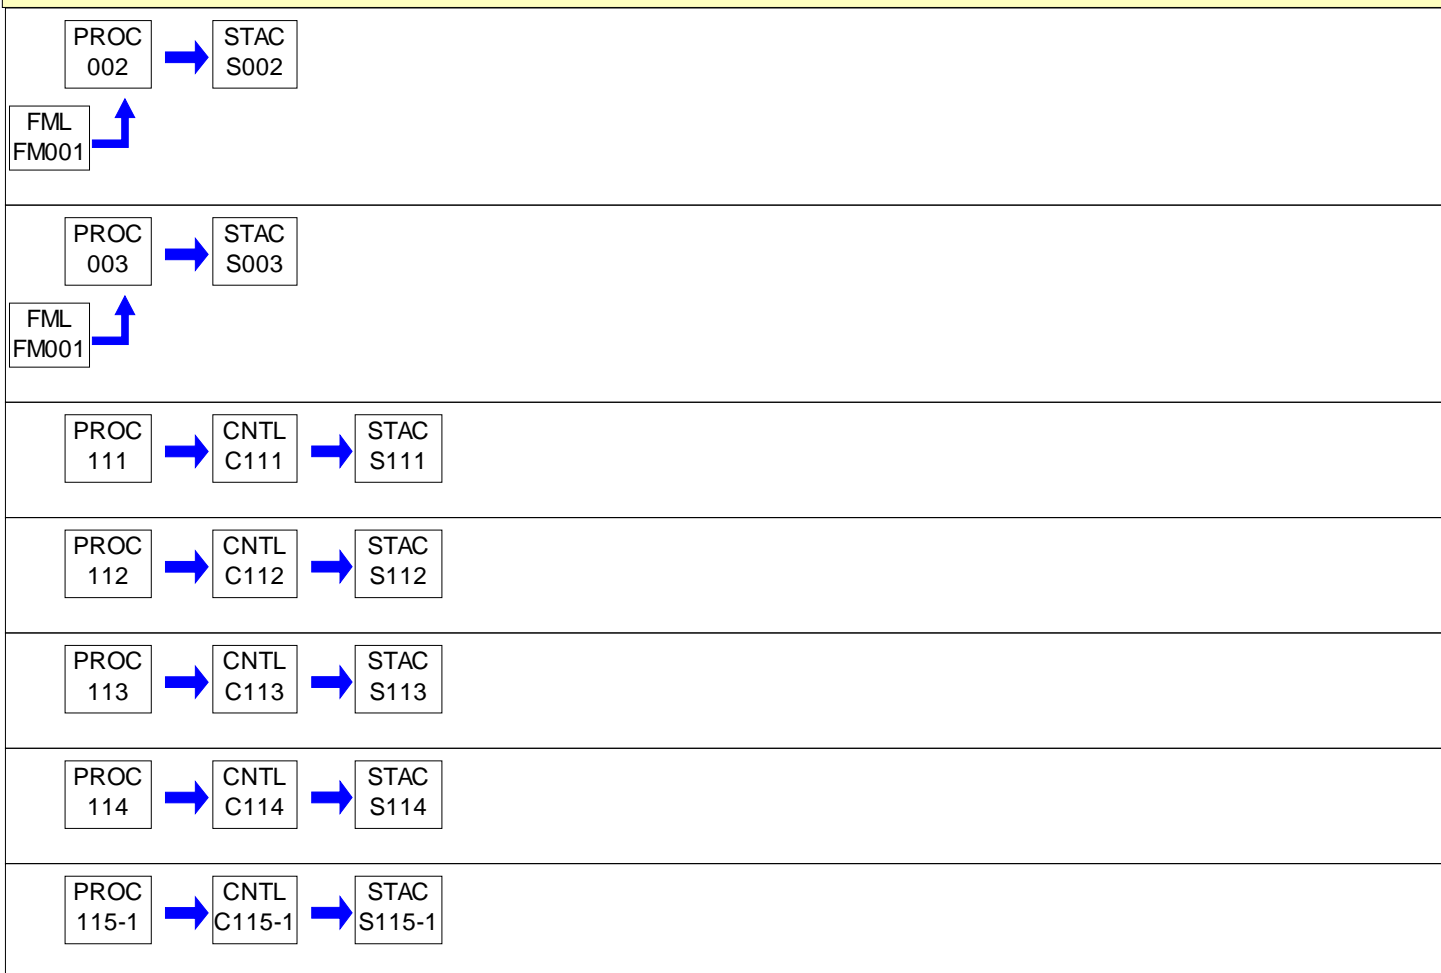 PROC
002
STAC
S002
FML
FM001
PROC
003
STAC
S003
FML
FM001
PROC
111
CNTL
C111
STAC
S111
PROC
112
CNTL
C112
STAC
S112
PROC
113
CNTL
C113
STAC
S113
PROC
114
CNTL
C114
STAC
S114
PROC
115-1
CNTL
C115-1
STAC
S115-1